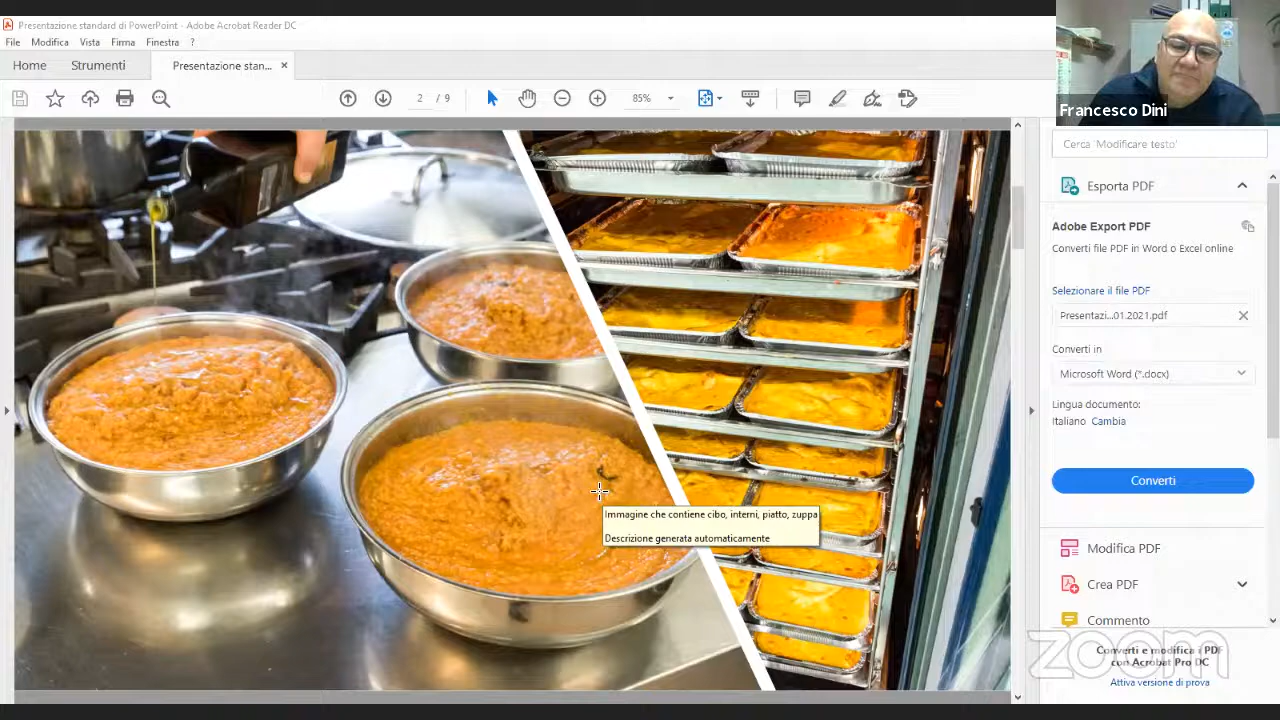 Presentazione standard di PowerPoint - Adobe Acrobat Reader DC
File Modifica Vista Firma Finestra ?
Home Strumenti Presentazione stan... ×
2 / 9 85%
Francesco Dini
Cerca 'Modificare testo'
Esporta PDF
Adobe Export PDF
Converti file PDF in Word o Excel online
Selezionare il file PDF
Presentazi...01.2021.pdf
Converti in
Microsoft Word (*.docx)
Lingua documento:
Italiano Cambia
Converti
Immagine che contiene cibo, interni, piatto, zuppa
Descrizione generata automaticamente
Modifica PDF
Crea PDF
Commento
zoom
Converti e modifica i PDF
con Acrobat Pro DC
Attiva versione di prova